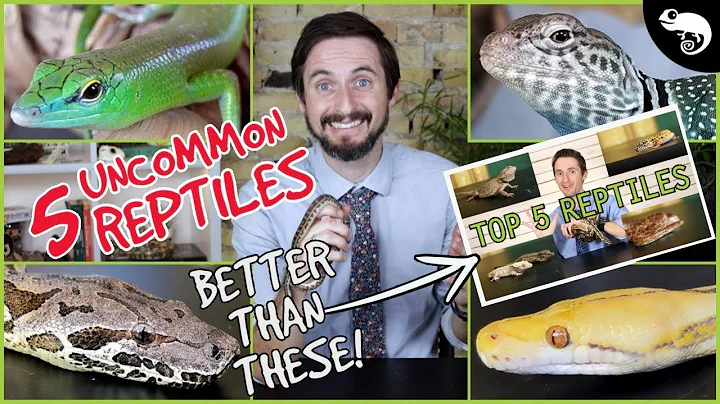 5 UNCOMMON
REPTILES
TOP 5 REPTILES
BETTER
THAN
THESE!